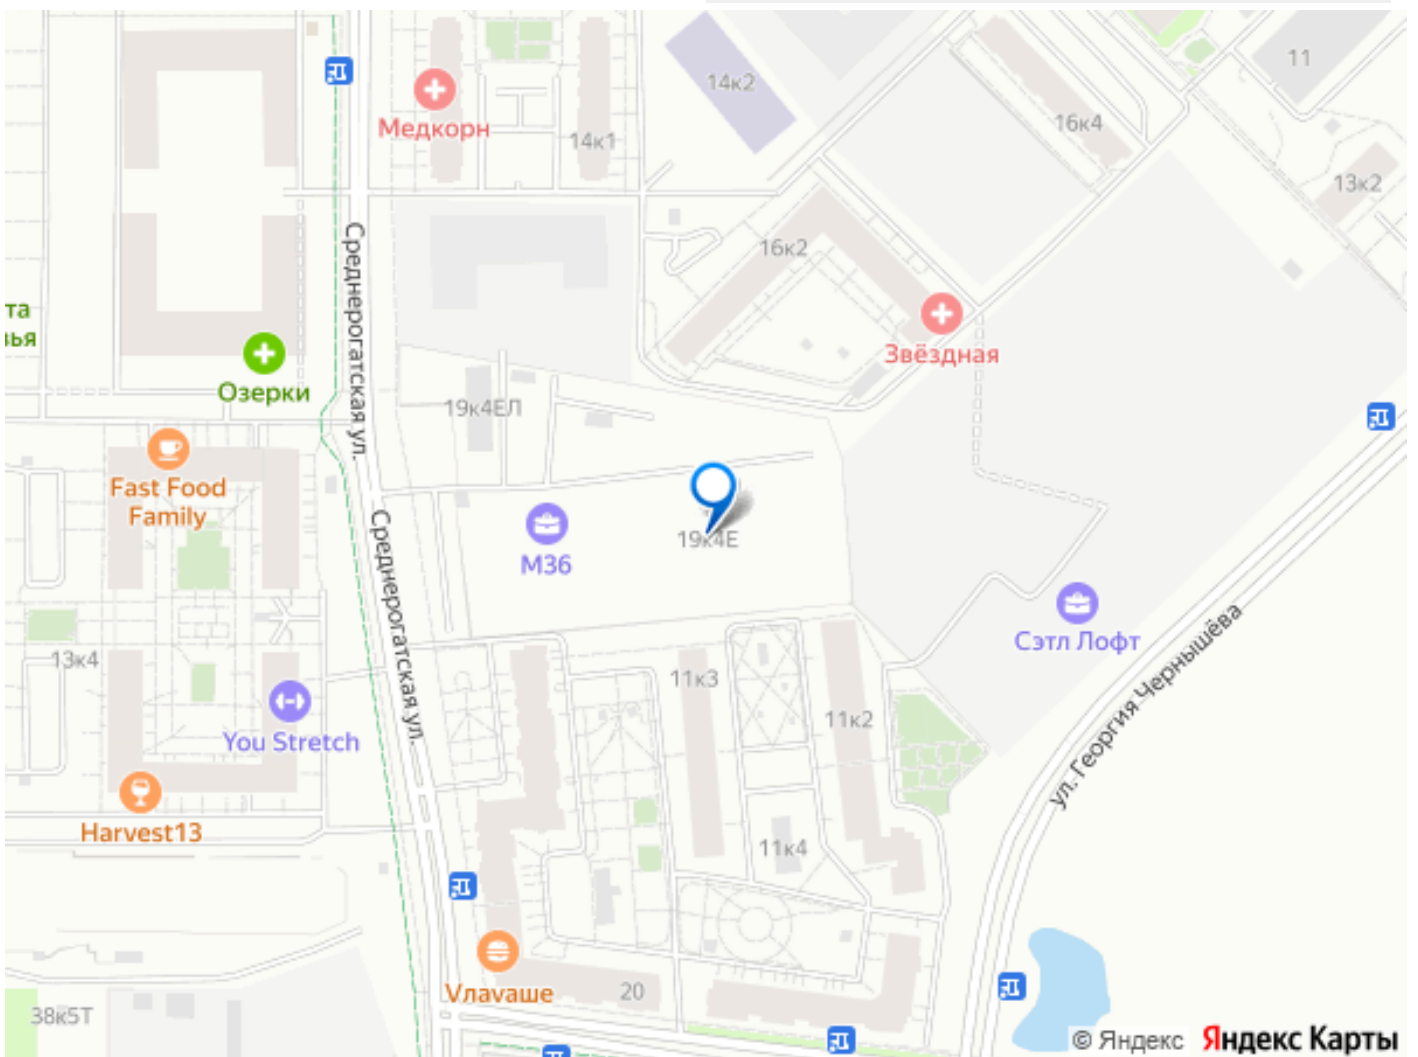 11
14к2
Медкорн
16к4
14к1
13к2
Среднерогатская ул.
16к2
та
вья
Звёздная
Озерки
19к4ЕЛ
Fast Food
Family
М36
19к4Е
Среднерогатская ул.
Сэтл Лофт
ул. Георгия Чернышёва
13к4
11к3
11к2
You Stretch
Harvest13
11к4
Vлаvаше
20
38к5Т
© Яндекс Яндекс Карты